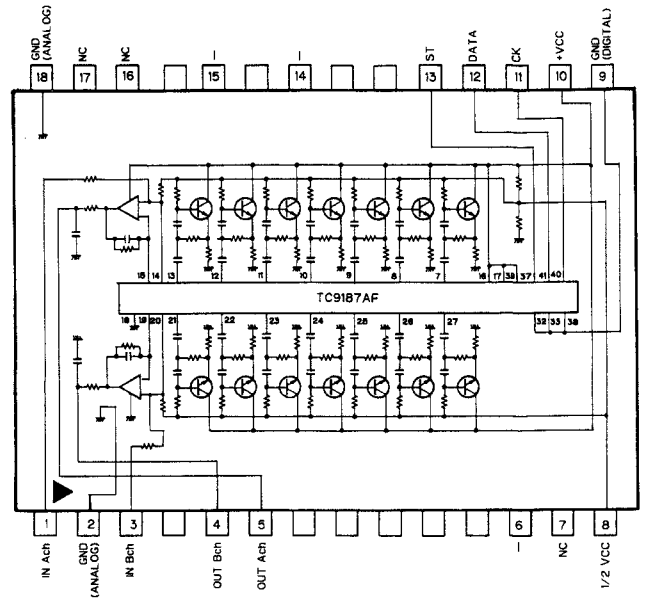 GND
(ANALOG)
NC
NC
I
I
ST
DATA
CK
+VCC
GND
(DIGITAL)
18
17
16
15
14
13
12
11
10
9
15 14 13 12 11 10 9 8 7 16 17 39 37 41 40
TC9187AF
18 19 20 21 22 23 24 25 26 27 32 33 38
1
2
3
4
5
6
7
8
IN Ach
GND
(ANALOG)
IN Bch
OUT Bch
OUT Ach
I
NC
1/2 VCC